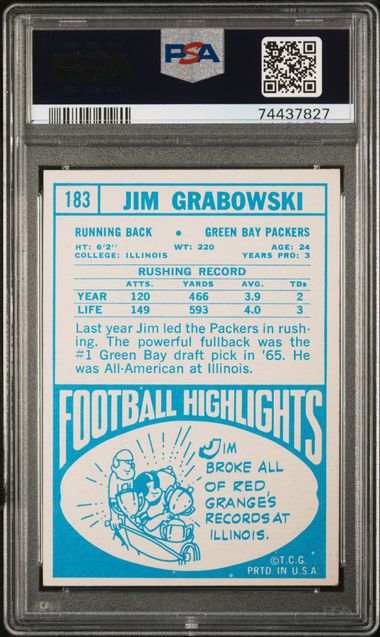 PSA
PSA
74437827
183 JIM GRABOWSKI
RUNNING BACK • GREEN BAY PACKERS
HT: 6'2" WT: 220 AGE: 24
COLLEGE: ILLINOIS YEARS PRO: 3
RUSHING RECORD
ATTS. YARDS AVG. TDs
YEAR 120 466 3.9 2
LIFE 149 593 4.0 3
Last year Jim led the Packers in rush-
ing. The powerful fullback was the
#1 Green Bay draft pick in '65. He
was All-American at Illinois.
FOOTBALL HIGHLIGHTS
JIM
BROKE ALL
OF RED
GRANGE'S
RECORDS AT
ILLINOIS.
©T.C.G.
PRTD. IN U.S.A.